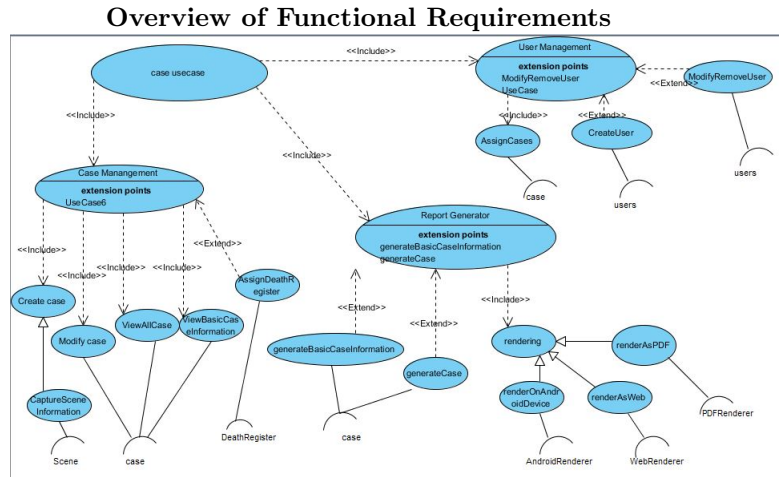 Overview of Functional Requirements
case usecase
<<Include>>
User Management
extension points
ModifyRemoveUser
UseCase
<<Extend>>
ModifyRemoveUser
users
<<Include>>
AssignCases
case
<<Extend>>
CreateUser
users
<<Include>>
<<Include>>
Case Manangement
extension points
UseCase6
Report Generator
extension points
generateBasicCaseInformation
generateCase
<<Include>>
<<Include>>
<<Include>>
<<Include>>
<<Extend>>
Create case
Modify case
ViewAllCase
ViewBasicCas
eInformation
AssignDeathR
egister
CaptureScene
Information
Scene
case
DeathRegister
<<Extend>>
<<Extend>>
generateBasicCaseInformation
generateCase
case
<<Include>>
rendering
renderAsPDF
renderOnAndr
oidDevice
renderAsWeb
PDFRenderer
AndroidRenderer
WebRenderer